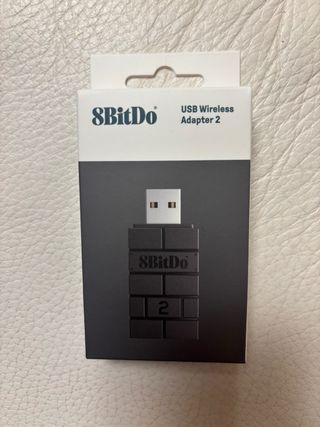 8BitDo
USB Wireless
Adapter 2
8BitDo
2